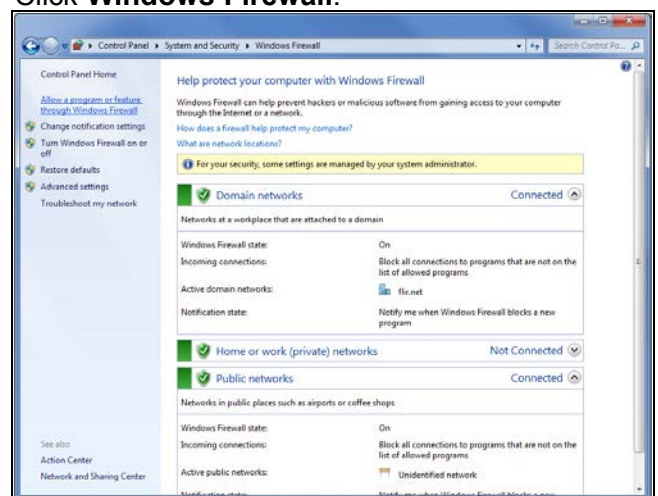 Click Windows Firewall.
Control Panel ▸ System and Security ▸ Windows Firewall
Search Control Pa...
Control Panel Home
Allow a program or feature
through Windows Firewall
Change notification settings
Turn Windows Firewall on or
off
Restore defaults
Advanced settings
Troubleshoot my network
Help protect your computer with Windows Firewall
Windows Firewall can help prevent hackers or malicious software from gaining access to your computer
through the Internet or a network.
How does a firewall help protect my computer?
What are network locations?
For your security, some settings are managed by your system administrator.
Domain networks Connected
Networks at a workplace that are attached to a domain
Windows Firewall state: On
Incoming connections: Block all connections to programs that are not on the
list of allowed programs
Active domain networks: flir.net
Notification state: Notify me when Windows Firewall blocks a new
program
Home or work (private) networks Not Connected
Public networks Connected
Networks in public places such as airports or coffee shops
Windows Firewall state: On
Incoming connections: Block all connections to programs that are not on the
list of allowed programs
Active public networks: Unidentified network
Notification state: Notify me when Windows Firewall blocks a new
See also
Action Center
Network and Sharing Center